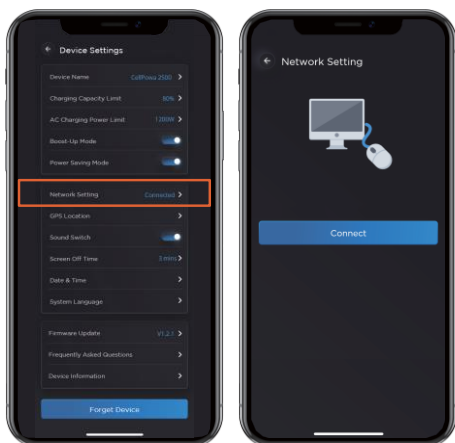 Device Settings
Device Name CellPowa 2500
Charging Capacity Limit 80%
AC Charging Power Limit 1200W
Boost-Up Mode
Power Saving Mode
Network Setting Connected
GPS Location
Sound Switch
Screen Off Time 3 mins
Date & Time
System Language
Firmware Update V1.2.1
Frequently Asked Questions
Device Information
Forget Device
Network Setting
Connect